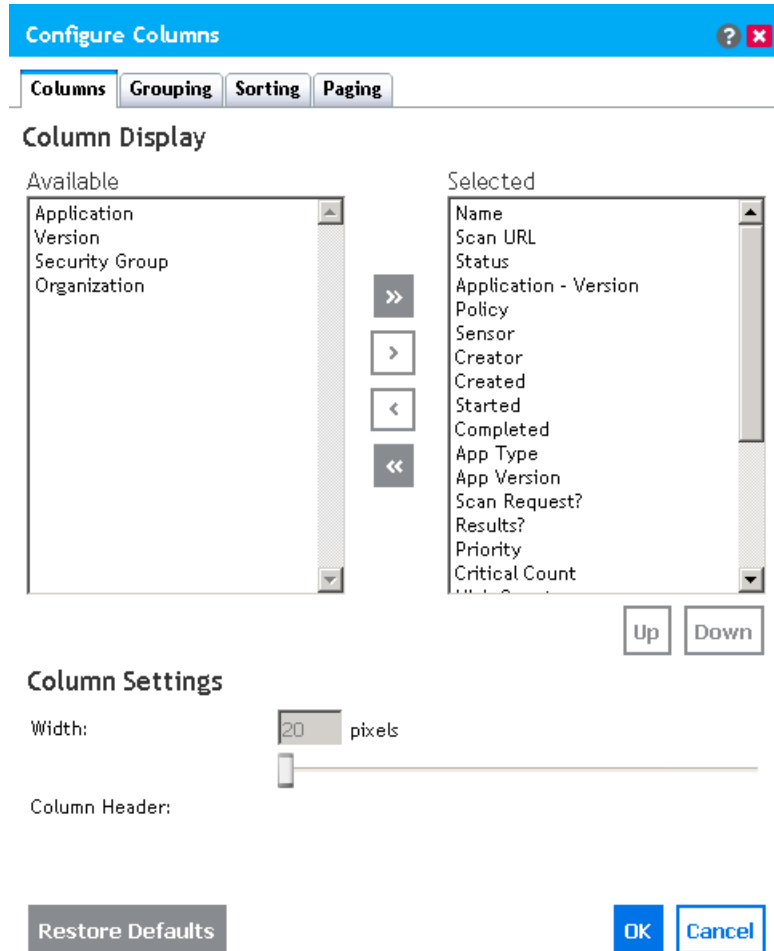 Configure Columns
?
Columns Grouping Sorting Paging
Column Display
Available
Application
Version
Security Group
Organization
Selected
Name
Scan URL
Status
Application - Version
Policy
Sensor
Creator
Created
Started
Completed
App Type
App Version
Scan Request?
Results?
Priority
Critical Count
Up Down
Column Settings
Width: 20 pixels
Column Header:
Restore Defaults OK Cancel